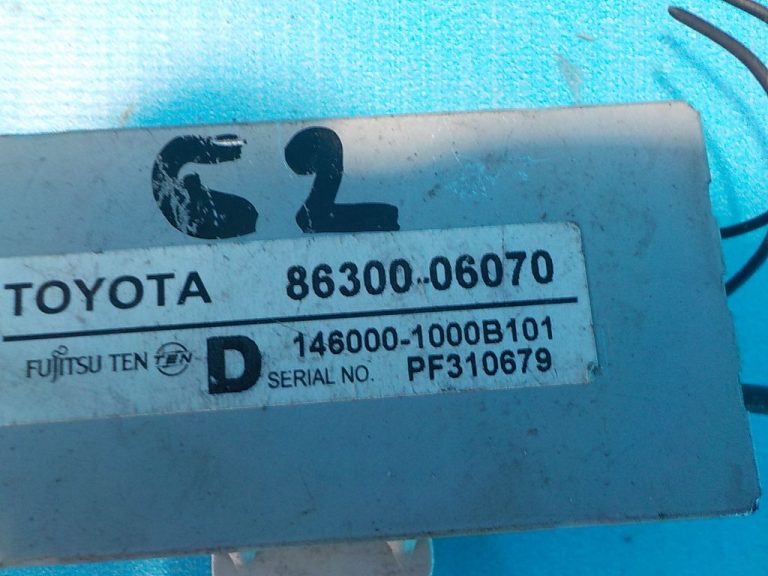 62
TOYOTA 86300-06070
FUJITSU TEN TEN D 146000-1000B101
SERIAL NO. PF310679